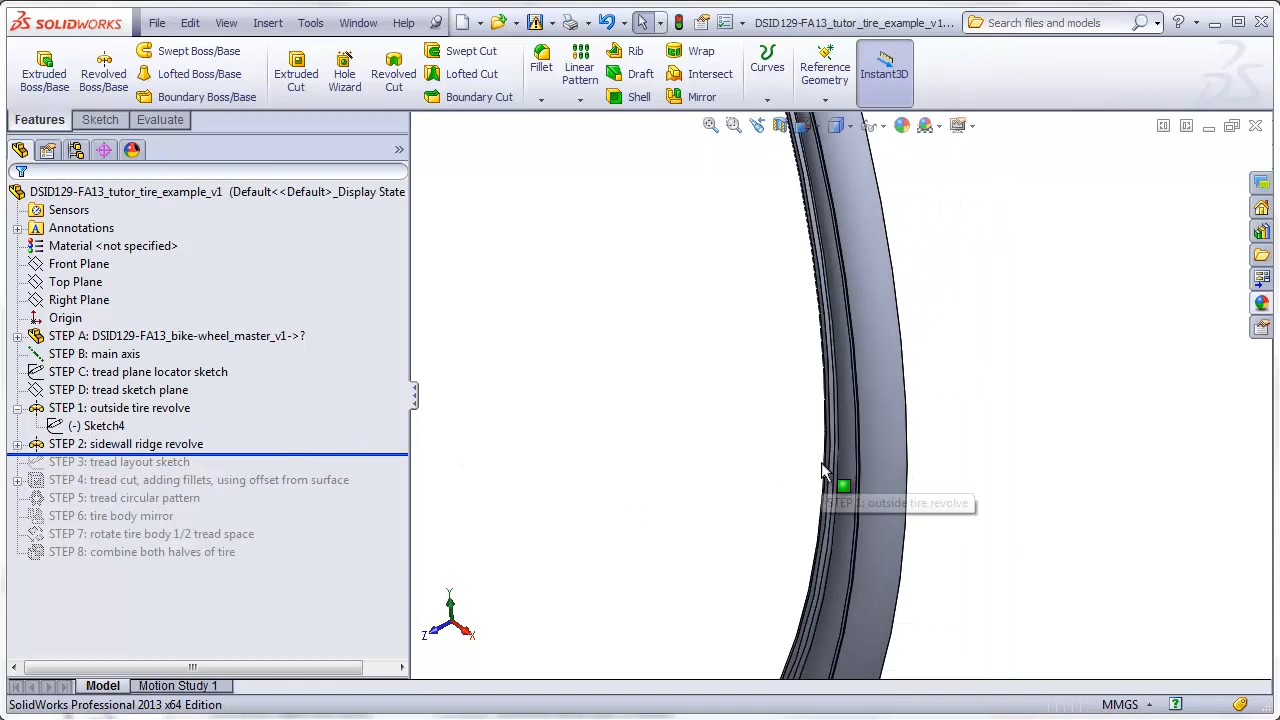 SOLIDWORKS File Edit View Insert Tools Window Help DSID129-FA13_tutor_tire_example_v1... Search files and models
Extruded Boss/Base Revolved Boss/Base Swept Boss/Base Lofted Boss/Base Boundary Boss/Base Extruded Cut Hole Wizard Revolved Cut Swept Cut Lofted Cut Boundary Cut Fillet Linear Pattern Rib Draft Shell Wrap Intersect Mirror Curves Reference Geometry Instant3D
Features Sketch Evaluate
DSID129-FA13_tutor_tire_example_v1 (Default<<Default>_Display State
Sensors
Annotations
Material <not specified>
Front Plane
Top Plane
Right Plane
Origin
STEP A: DSID129-FA13_bike-wheel_master_v1->?
STEP B: main axis
STEP C: tread plane locator sketch
STEP D: tread sketch plane
STEP 1: outside tire revolve
(-) Sketch4
STEP 2: sidewall ridge revolve
STEP 3: tread layout sketch
STEP 4: tread cut, adding fillets, using offset from surface
STEP 5: tread circular pattern
STEP 6: tire body mirror
STEP 7: rotate tire body 1/2 tread space
STEP 8: combine both halves of tire
STEP 1: outside tire revolve
Y
Z X
Model Motion Study 1
SolidWorks Professional 2013 x64 Edition MMGS